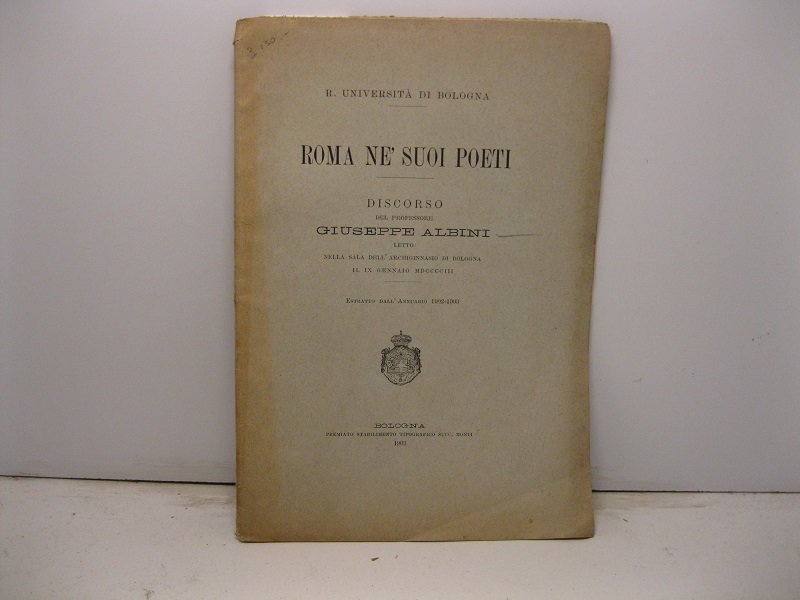 R. UNIVERSITÀ DI BOLOGNA
ROMA NE' SUOI POETI
DISCORSO
DEL PROFESSORE
GIUSEPPE ALBINI
LETTO
NELLA SALA DELL'ARCHIGINNASIO DI BOLOGNA
IL IX GENNAIO MDCCCCIII
ESTRATTO DALL'ANNUARIO 1902-1903
BOLOGNA
PREMIATO STABILIMENTO TIPOGRAFICO SUCC. MONTI
1903